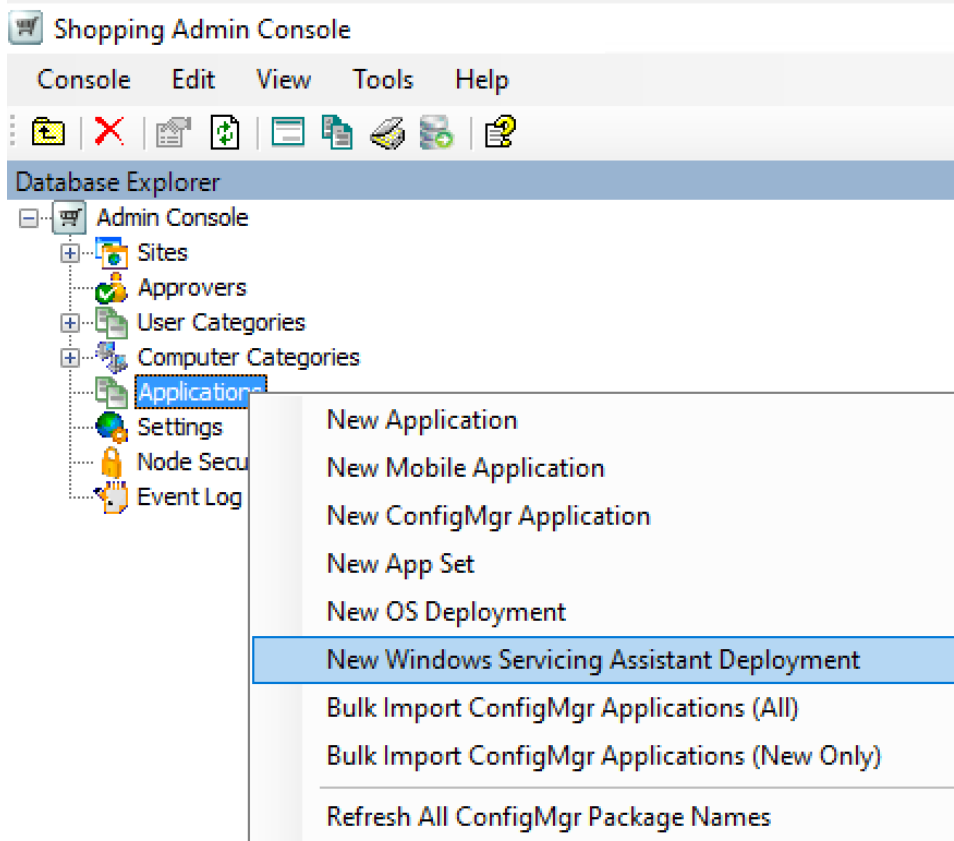 Shopping Admin Console
Console Edit View Tools Help
Database Explorer
Admin Console
Sites
Approvers
User Categories
Computer Categories
Applications
Settings
Node Secu
Event Log
New Application
New Mobile Application
New ConfigMgr Application
New App Set
New OS Deployment
New Windows Servicing Assistant Deployment
Bulk Import ConfigMgr Applications (All)
Bulk Import ConfigMgr Applications (New Only)
Refresh All ConfigMgr Package Names